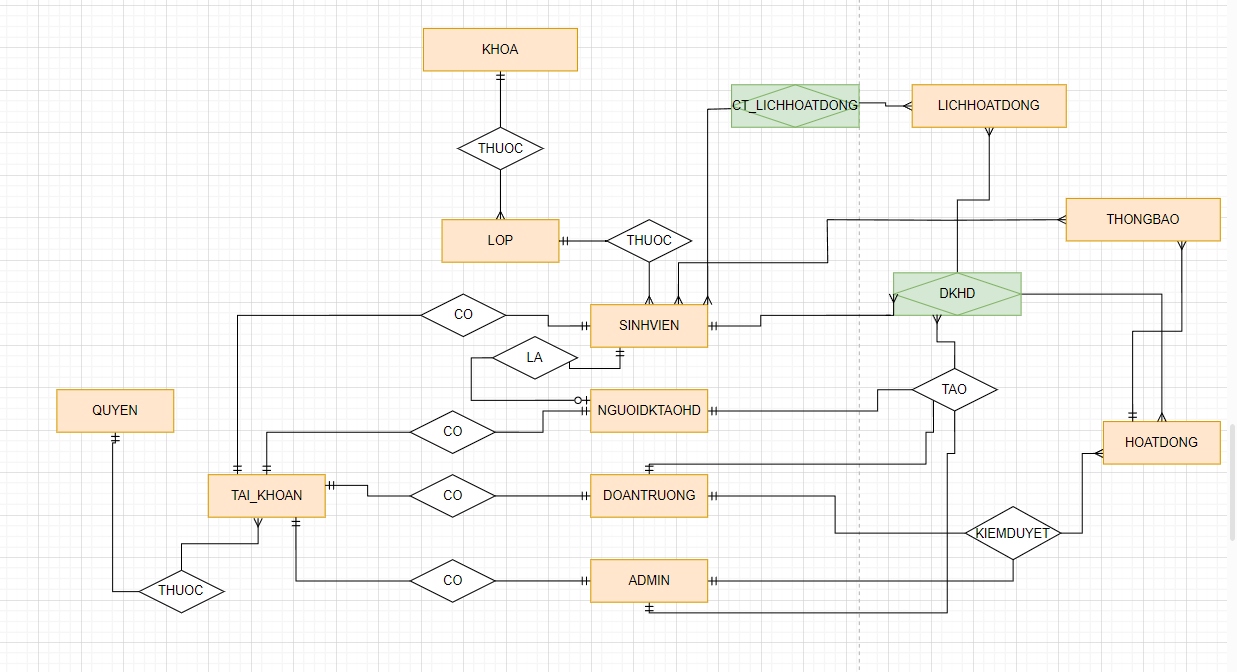 KHOA
CT_LICHHOATDONG
LICHHOATDONG
THUOC
THONGBAO
LOP
THUOC
DKHD
CO
SINHVIEN
LA
TAO
QUYEN
NGUOIDKTAOHD
CO
HOATDONG
TAI_KHOAN
CO
DOANTRUONG
KIEMDUYET
CO
ADMIN
THUOC